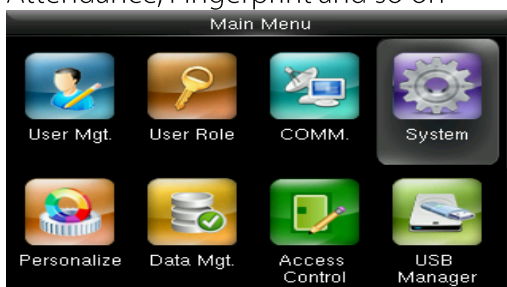 Attendance, Fingerprint and so on
Main Menu
User Mgt.
User Role
COMM.
System
Personalize
Data Mgt.
Access
Control
USB
Manager